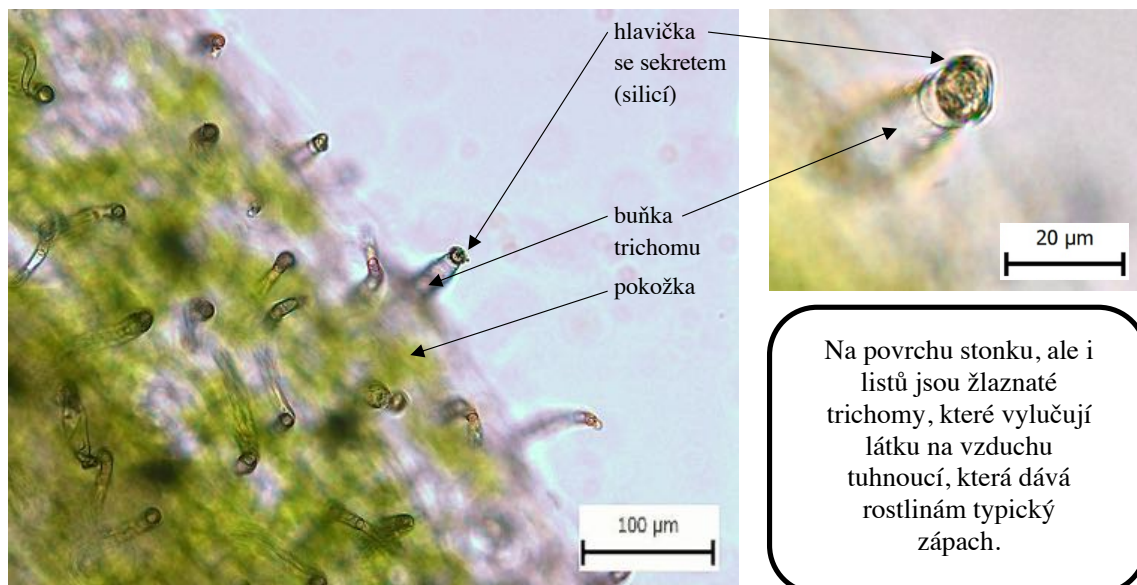 hlavička
se sekretem
(silicí)
buňka
trichomu
pokožka
100 µm
20 µm
Na povrchu stonku, ale i
listů jsou žlaznaté
trichomy, které vylučují
látku na vzduchu
tuhnoucí, která dává
rostlinám typický
zápach.